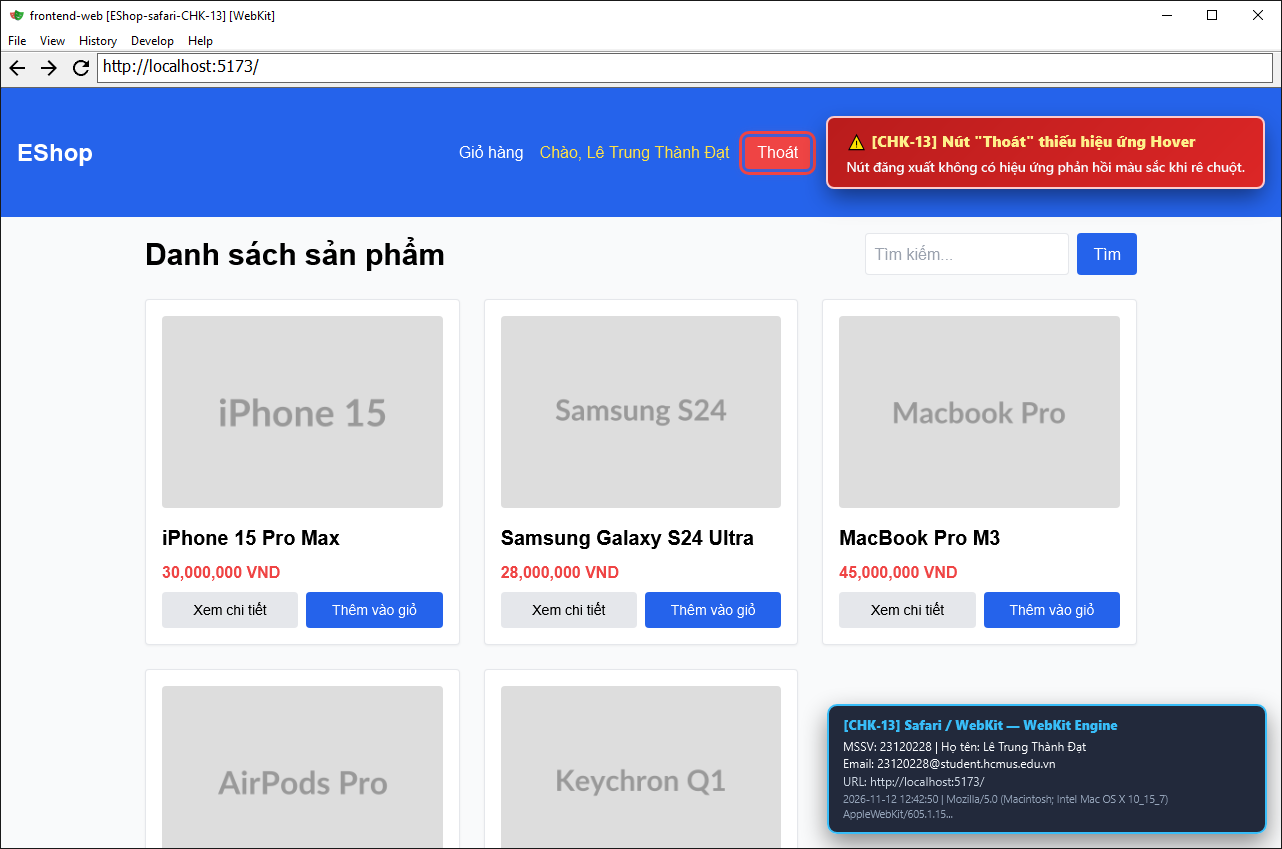 frontend-web [EShop-safari-CHK-13] [WebKit]
File View History Develop Help
http://localhost:5173/
EShop
Giỏ hàng Chào, Lê Trung Thành Đạt Thoát
[CHK-13] Nút "Thoát" thiếu hiệu ứng Hover
Nút đăng xuất không có hiệu ứng phản hồi màu sắc khi rê chuột.
Danh sách sản phẩm
Tìm kiếm... Tìm
iPhone 15 Samsung S24 Macbook Pro
iPhone 15 Pro Max Samsung Galaxy S24 Ultra MacBook Pro M3
30,000,000 VND 28,000,000 VND 45,000,000 VND
Xem chi tiết Thêm vào giỏ Xem chi tiết Thêm vào giỏ Xem chi tiết Thêm vào giỏ
AirPods Pro Keychron Q1
[CHK-13] Safari / WebKit — WebKit Engine
MSSV: 23120228 | Họ tên: Lê Trung Thành Đạt
Email: 23120228@student.hcmus.edu.vn
URL: http://localhost:5173/
2026-11-12 12:42:50 | Mozilla/5.0 (Macintosh; Intel Mac OS X 10_15_7)
AppleWebKit/605.1.15...